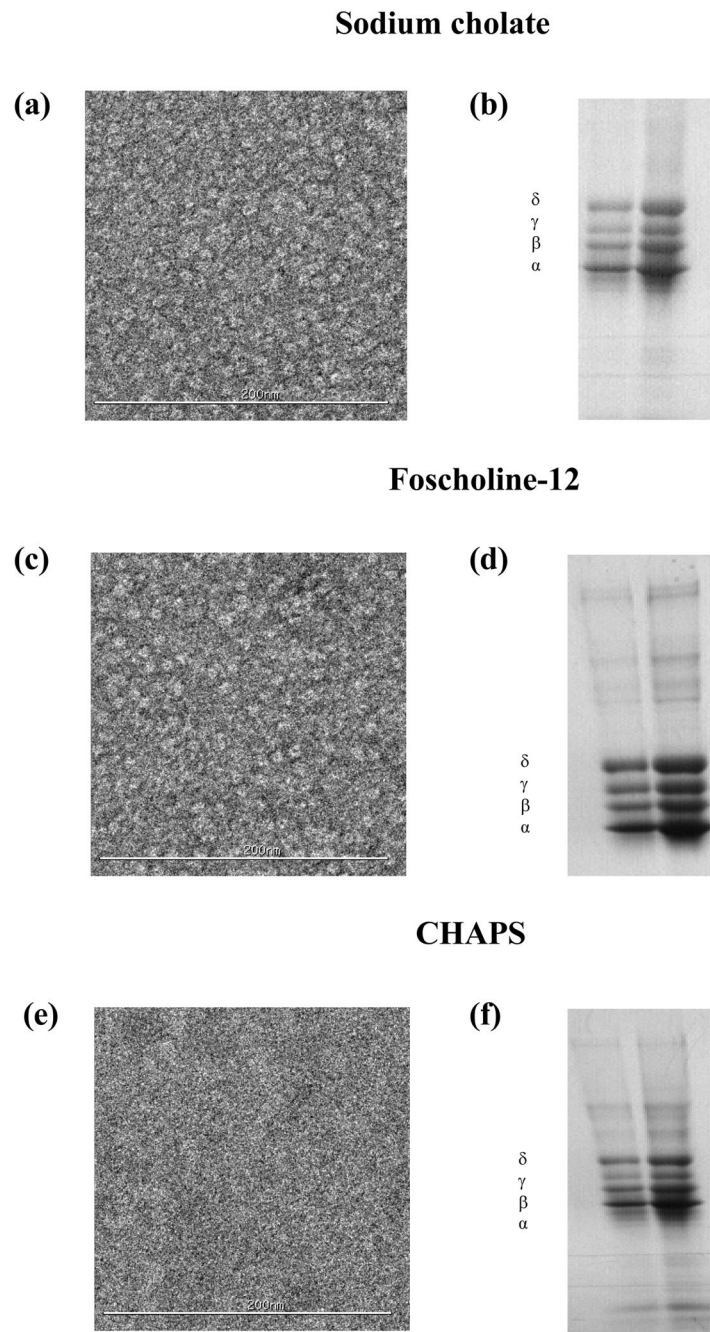 Sodium cholate
(a)
200nm
(b)
δ
γ
β
α
Foscholine-12
(c)
200nm
(d)
δ
γ
β
α
CHAPS
(e)
200nm
(f)
δ
γ
β
α